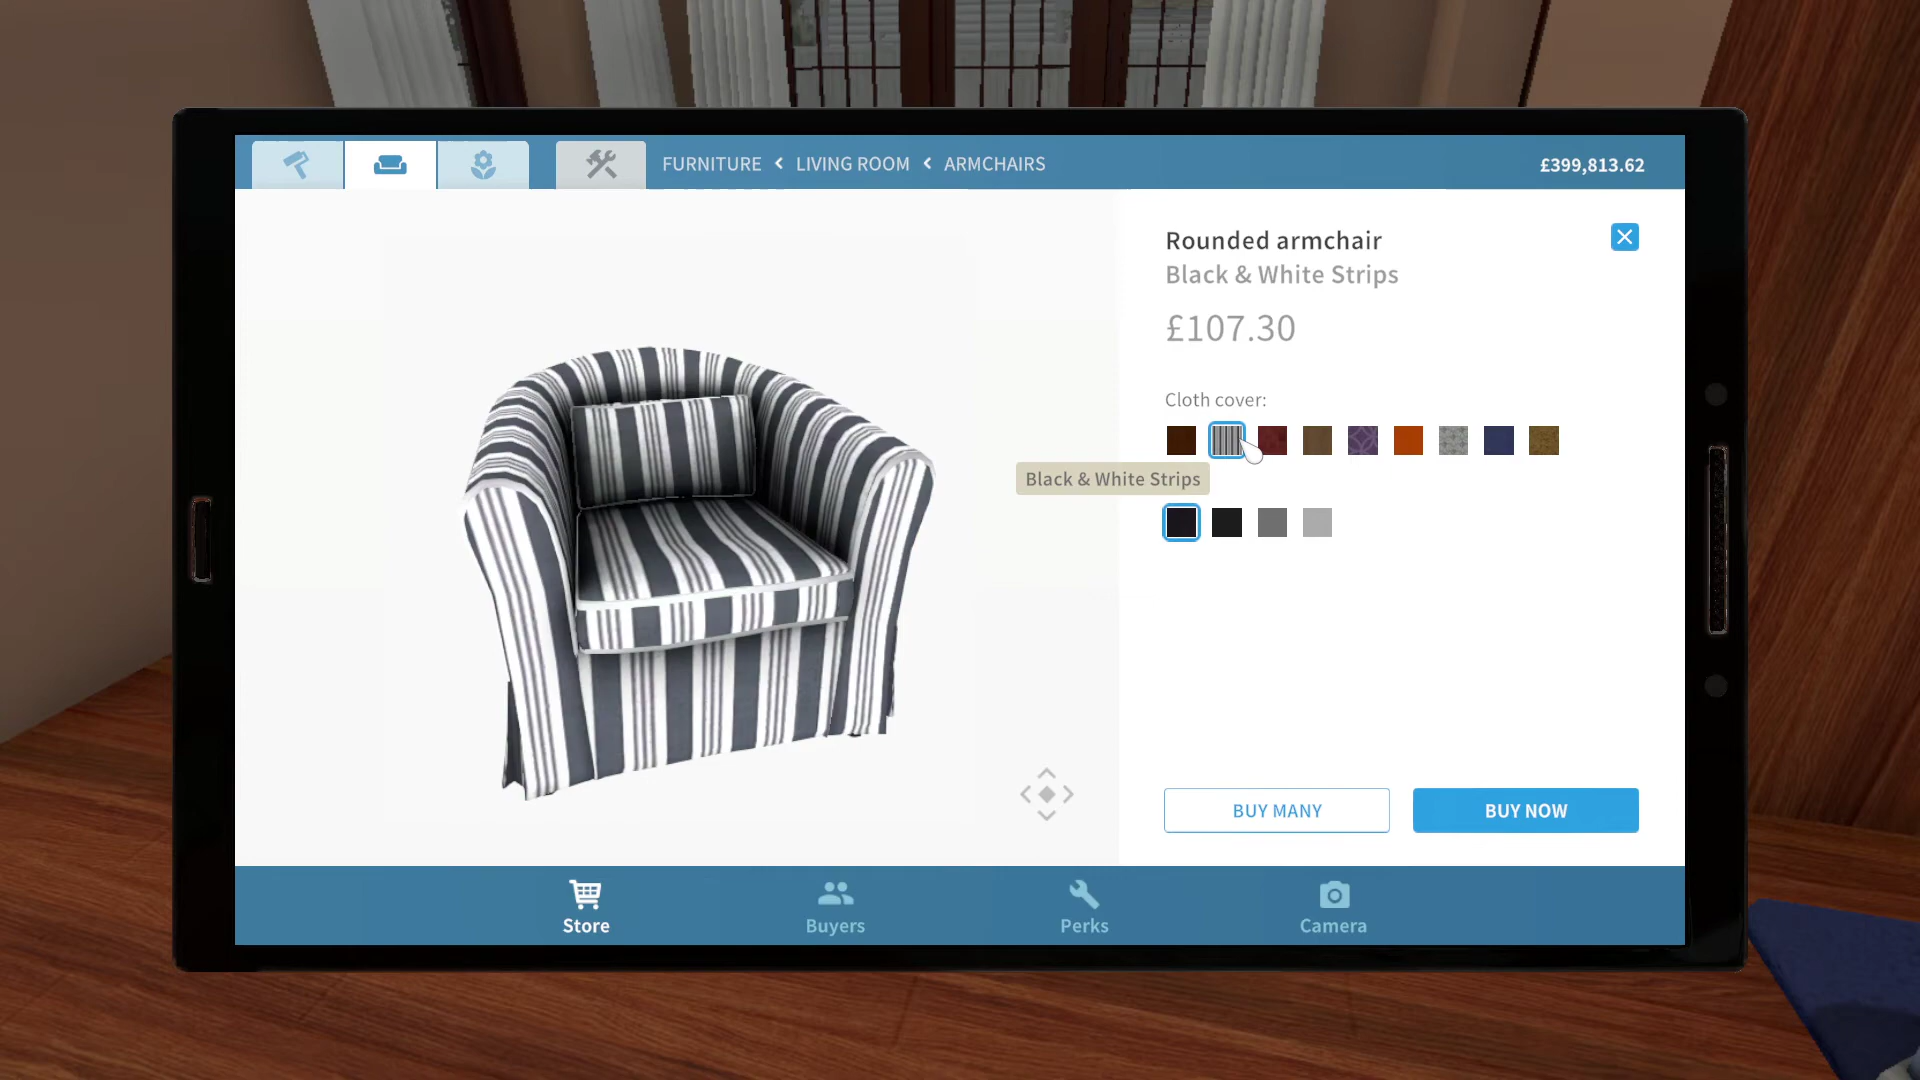 FURNITURE < LIVING ROOM < ARMCHAIRS
£399,813.62
Rounded armchair
Black & White Strips
£107.30
Cloth cover:
Black & White Strips
BUY MANY
BUY NOW
Store
Buyers
Perks
Camera